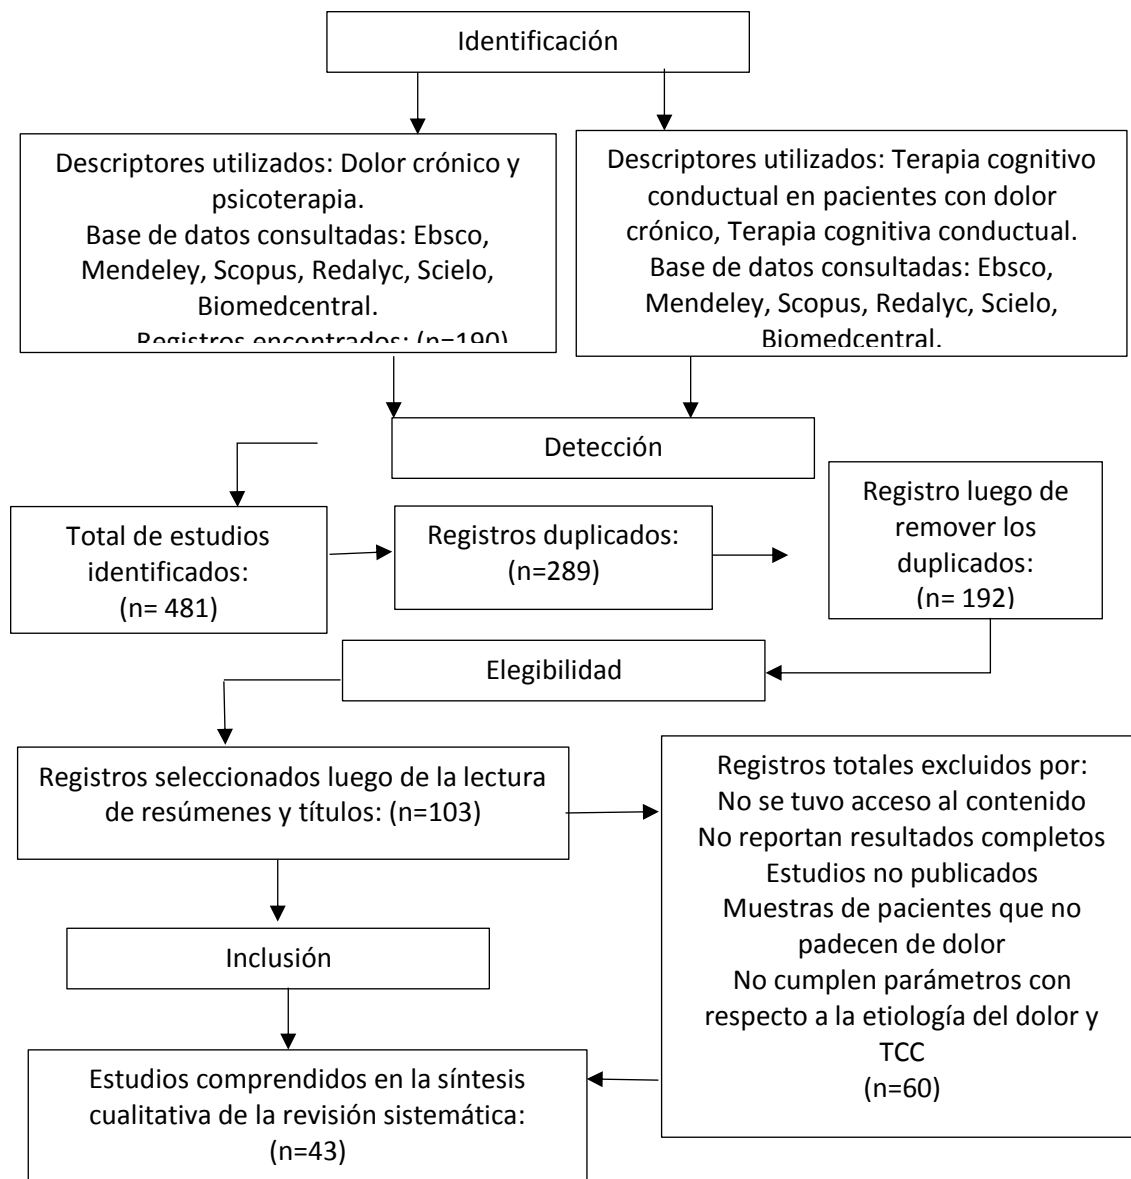 Identificación
Descriptores utilizados: Dolor crónico y
psicoterapia.
Base de datos consultadas: Ebsco,
Mendeley, Scopus, Redalyc, Scielo,
Biomedcentral.
Registros encontrados: (n=190)
Descriptores utilizados: Terapia cognitivo
conductual en pacientes con dolor
crónico, Terapia cognitiva conductual.
Base de datos consultadas: Ebsco,
Mendeley, Scopus, Redalyc, Scielo,
Biomedcentral.
Detección
Total de estudios
identificados:
(n= 481)
Registros duplicados:
(n=289)
Registro luego de
remover los
duplicados:
(n= 192)
Elegibilidad
Registros seleccionados luego de la lectura
de resúmenes y títulos: (n=103)
Registros totales excluidos por:
No se tuvo acceso al contenido
No reportan resultados completos
Estudios no publicados
Muestras de pacientes que no
padecen de dolor
No cumplen parámetros con
respecto a la etiología del dolor y
TCC
(n=60)
Inclusión
Estudios comprendidos en la síntesis
cualitativa de la revisión sistemática:
(n=43)